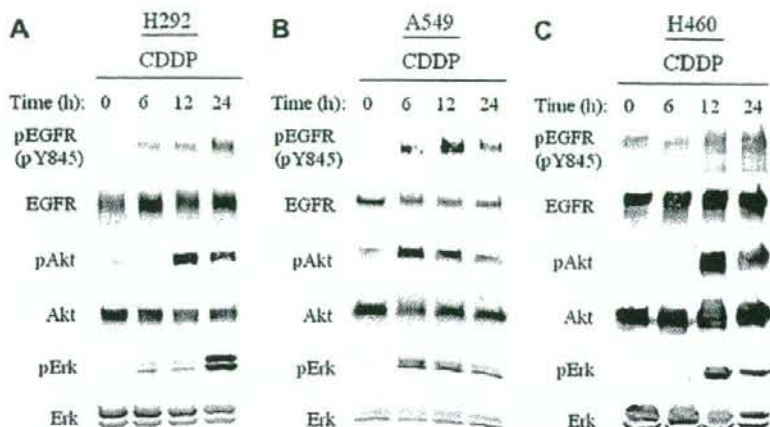 A H292
CDDP
Time (h): 0 6 12 24
pEGFR
(pY845)
EGFR
pAkt
Akt
pErk
Erk
B A549
CDDP
Time (h): 0 6 12 24
pEGFR
(pY845)
EGFR
pAkt
Akt
pErk
Erk
C H460
CDDP
Time (h): 0 6 12 24
pEGFR
(pY845)
EGFR
pAkt
Akt
pErk
Erk